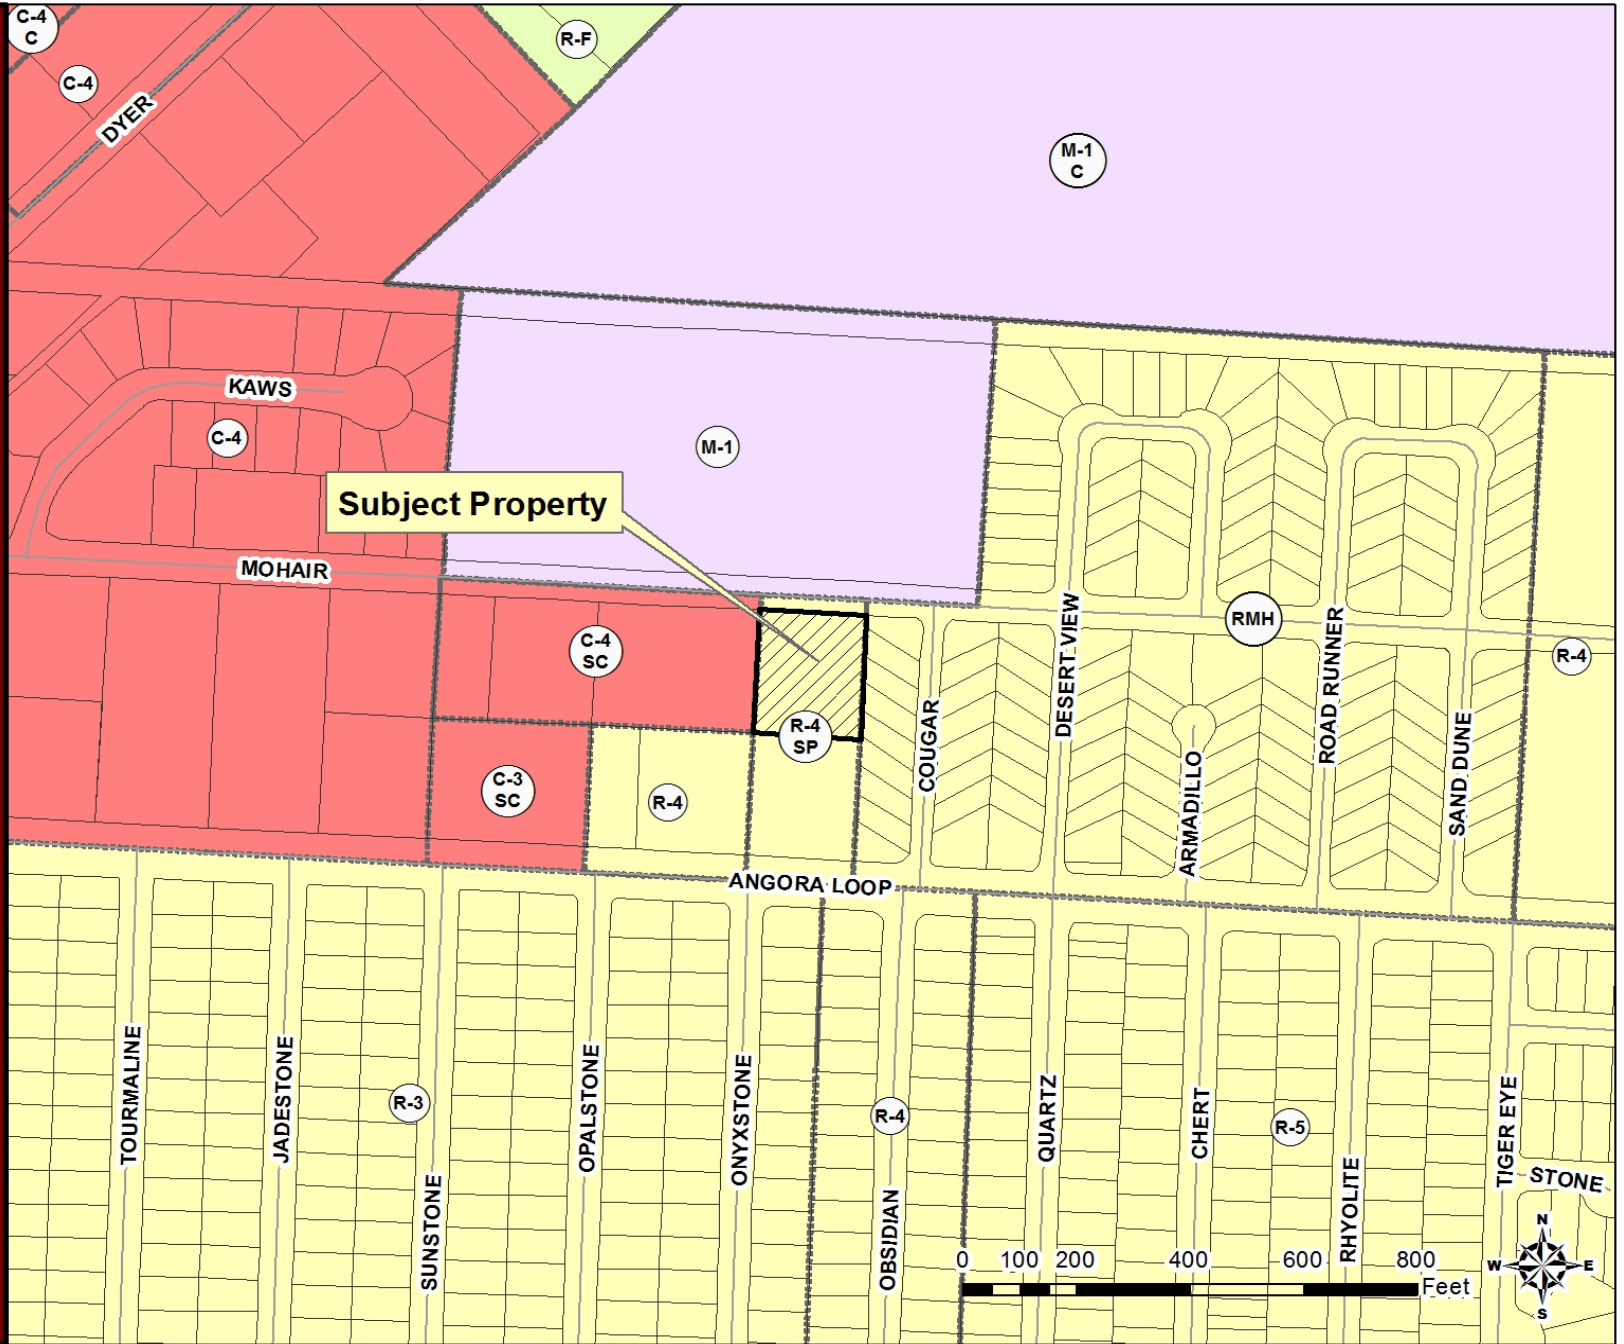 C-4
C
R-F
C-4
DYER
M-1
C
KAWS
C-4
M-1
Subject Property
MOHAIR
C-4
SC
RMH
R-4
DESERT VIEW
ROAD RUNNER
COUGAR
R-4
SP
SAND DUNE
ARMADILLO
C-3
SC
R-4
ANGORA LOOP
TOURMALINE
JADESTONE
R-3
SUNSTONE
OPALSTONE
ONYXSTONE
R-4
OBSIDIAN
QUARTZ
CHERT
R-5
RHYOLITE
TIGER EYE
STONE
0 100 200 400 600 800
Feet
N
W E
S